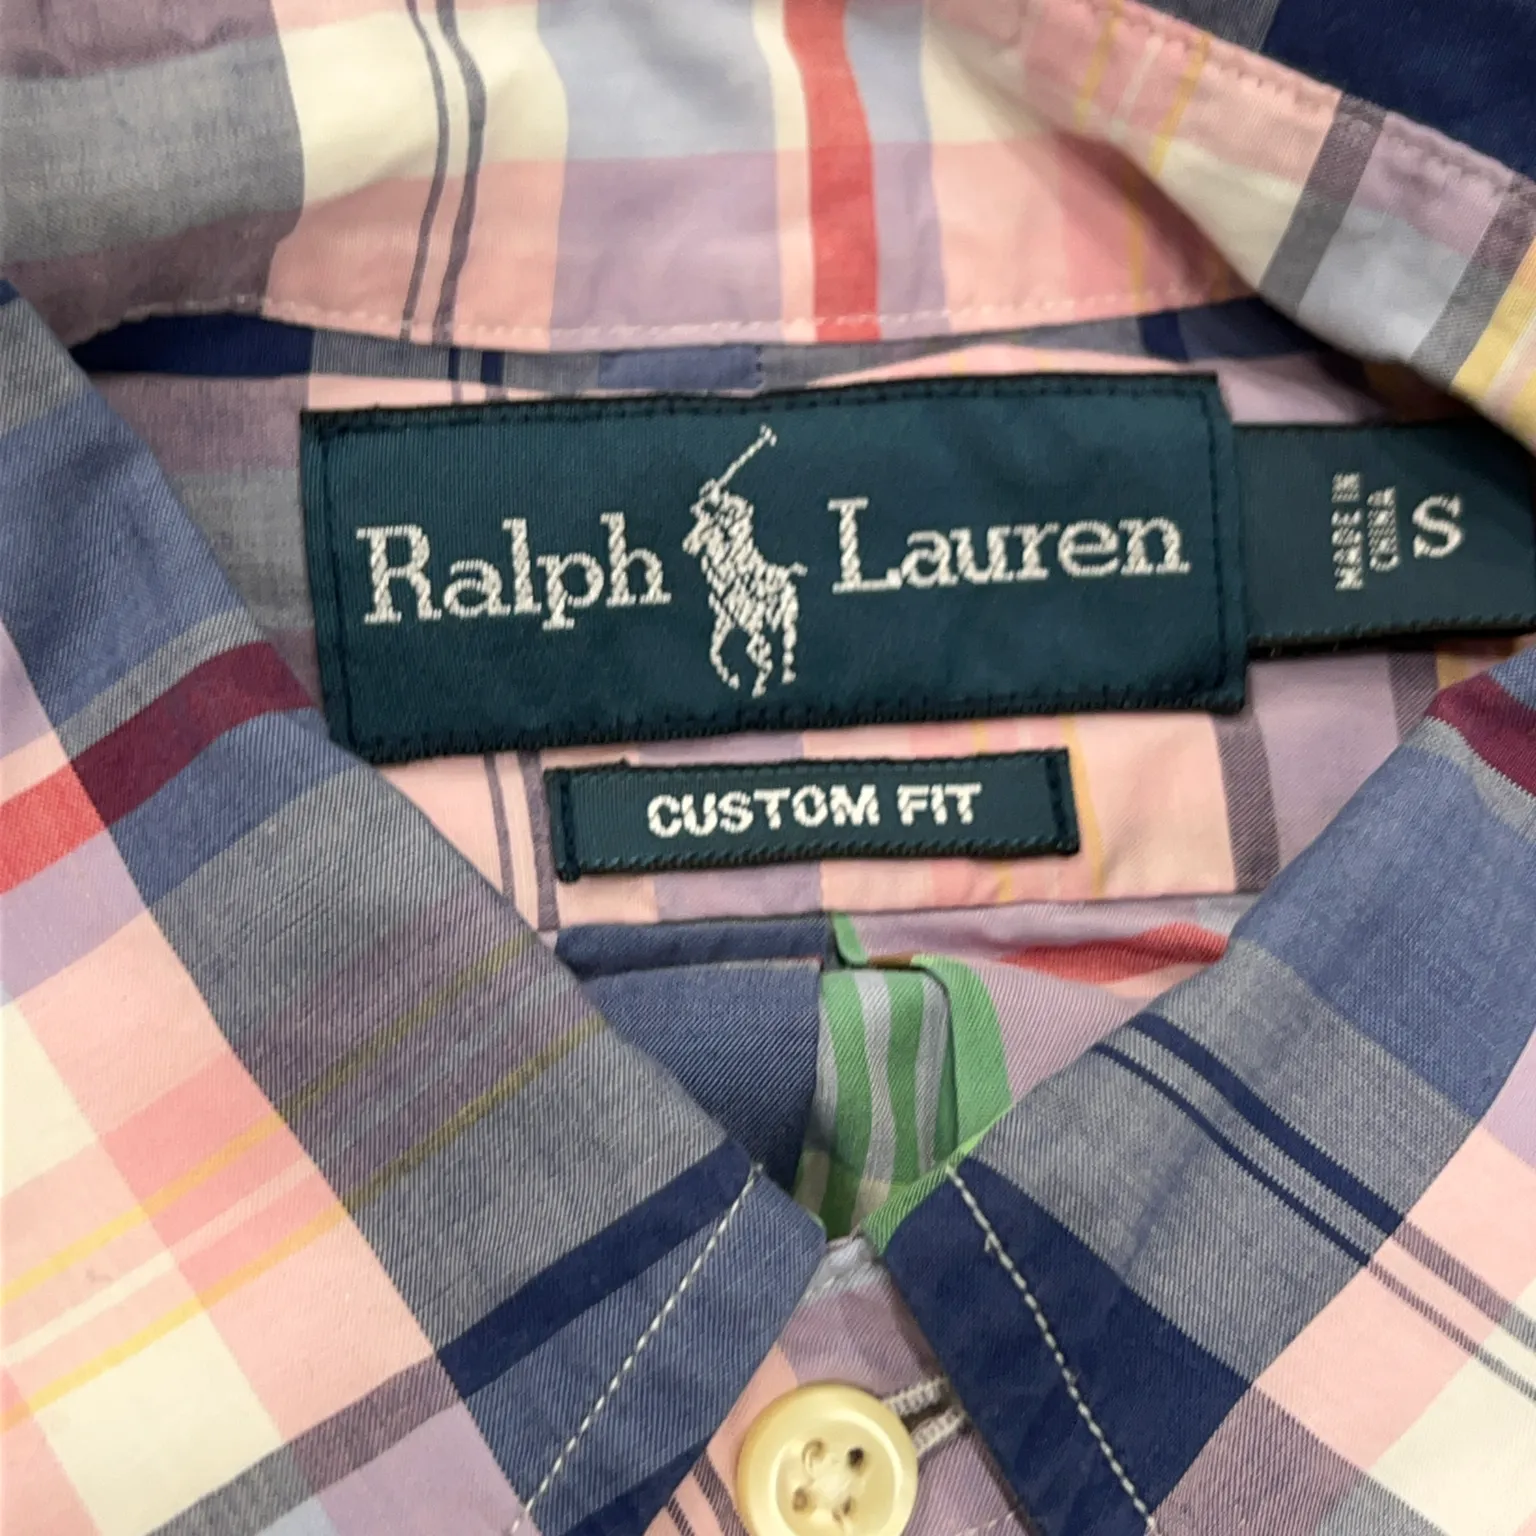 Ralph Lauren
MADE IN
CHINA
S
CUSTOM FIT